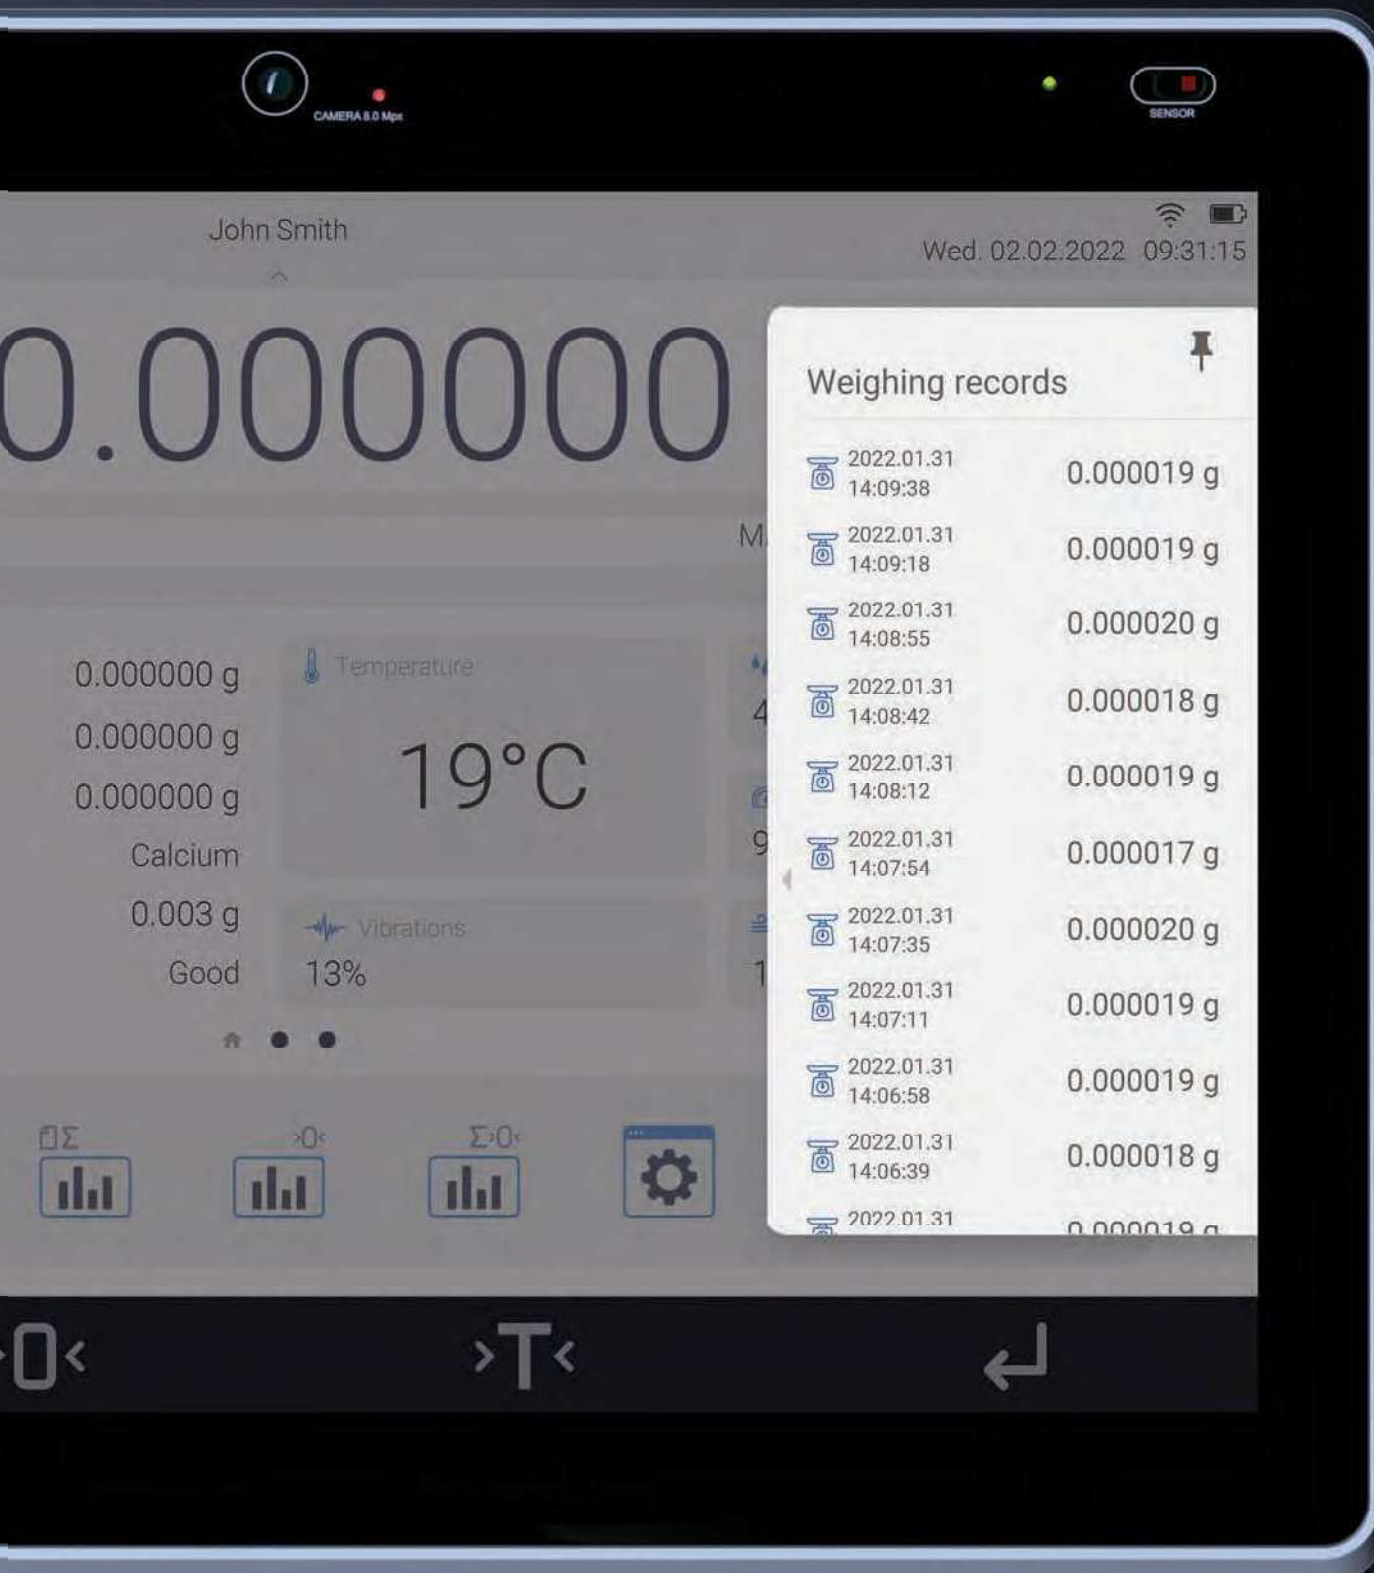 CAMERA 8.0 Mpx
SENSOR
John Smith
Wed. 02.02.2022 09:31:15
0.000000
Weighing records
2022.01.31
14:09:38
0.000019 g
2022.01.31
14:09:18
0.000019 g
2022.01.31
14:08:55
0.000020 g
2022.01.31
14:08:42
0.000018 g
2022.01.31
14:08:12
0.000019 g
2022.01.31
14:07:54
0.000017 g
2022.01.31
14:07:35
0.000020 g
2022.01.31
14:07:11
0.000019 g
2022.01.31
14:06:58
0.000019 g
2022.01.31
14:06:39
0.000018 g
2022.01.31
0.000019 g
0.000000 g
0.000000 g
0.000000 g
Calcium
0.003 g
Good
Temperature
19°C
Vibrations
13%
Σ
>0<
Σ>0<
0<
>T<